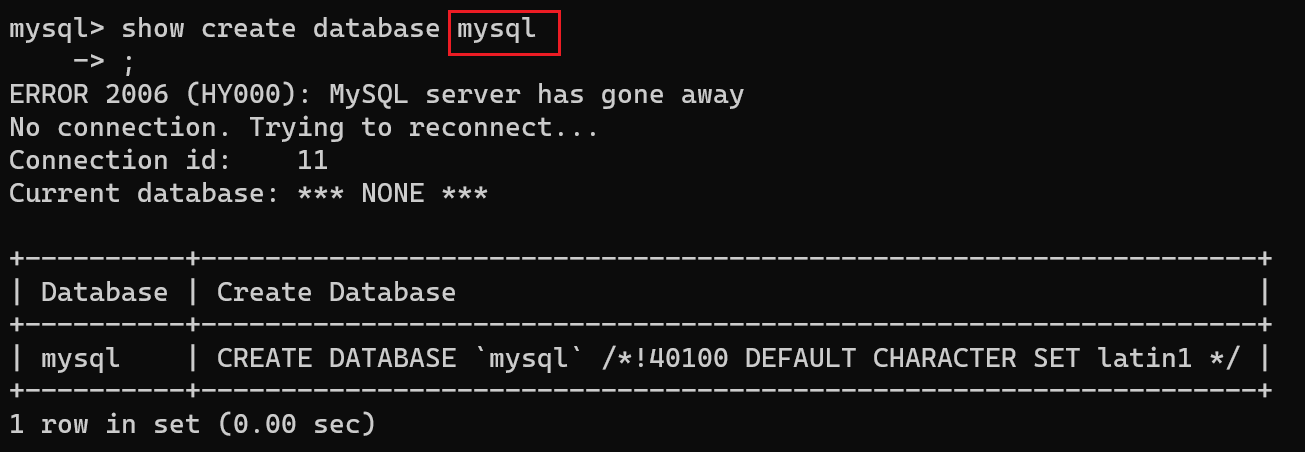 mysql> show create database mysql
    -> ;
ERROR 2006 (HY000): MySQL server has gone away
No connection. Trying to reconnect...
Connection id:    11
Current database: *** NONE ***
+----------+------------------------------------------------------------------+
| Database | Create Database                                                  |
+----------+------------------------------------------------------------------+
| mysql    | CREATE DATABASE `mysql` /*!40100 DEFAULT CHARACTER SET latin1 */ |
+----------+------------------------------------------------------------------+
1 row in set (0.00 sec)